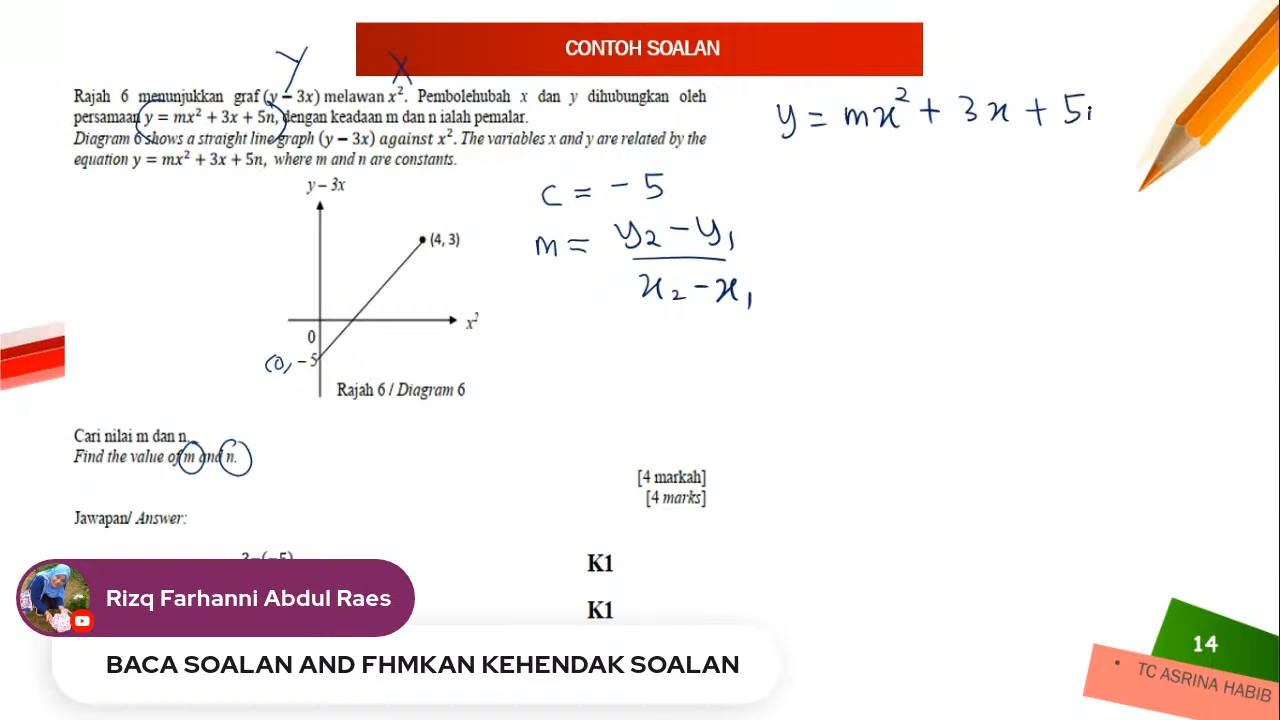 CONTOH SOALAN
Y X
Rajah 6 menunjukkan graf (y – 3x) melawan x². Pembolehubah x dan y dihubungkan oleh
persamaan y = mx² + 3x + 5n, dengan keadaan m dan n ialah pemalar.
Diagram 6 shows a straight line graph (y – 3x) against x². The variables x and y are related by the
equation y = mx² + 3x + 5n, where m and n are constants.
y = mx² + 3x + 5
y – 3x
(4, 3)
x²
0
(0, – 5
Rajah 6 / Diagram 6
c = – 5
m = y₂ – y₁
x₂ – x₁
Cari nilai m dan n.
Find the value of m and n.
[4 markah]
[4 marks]
Jawapan/ Answer:
3–(–5)
K1
K1
Rizq Farhanni Abdul Raes
BACA SOALAN AND FHMKAN KEHENDAK SOALAN
14
• TC ASRINA HABIB